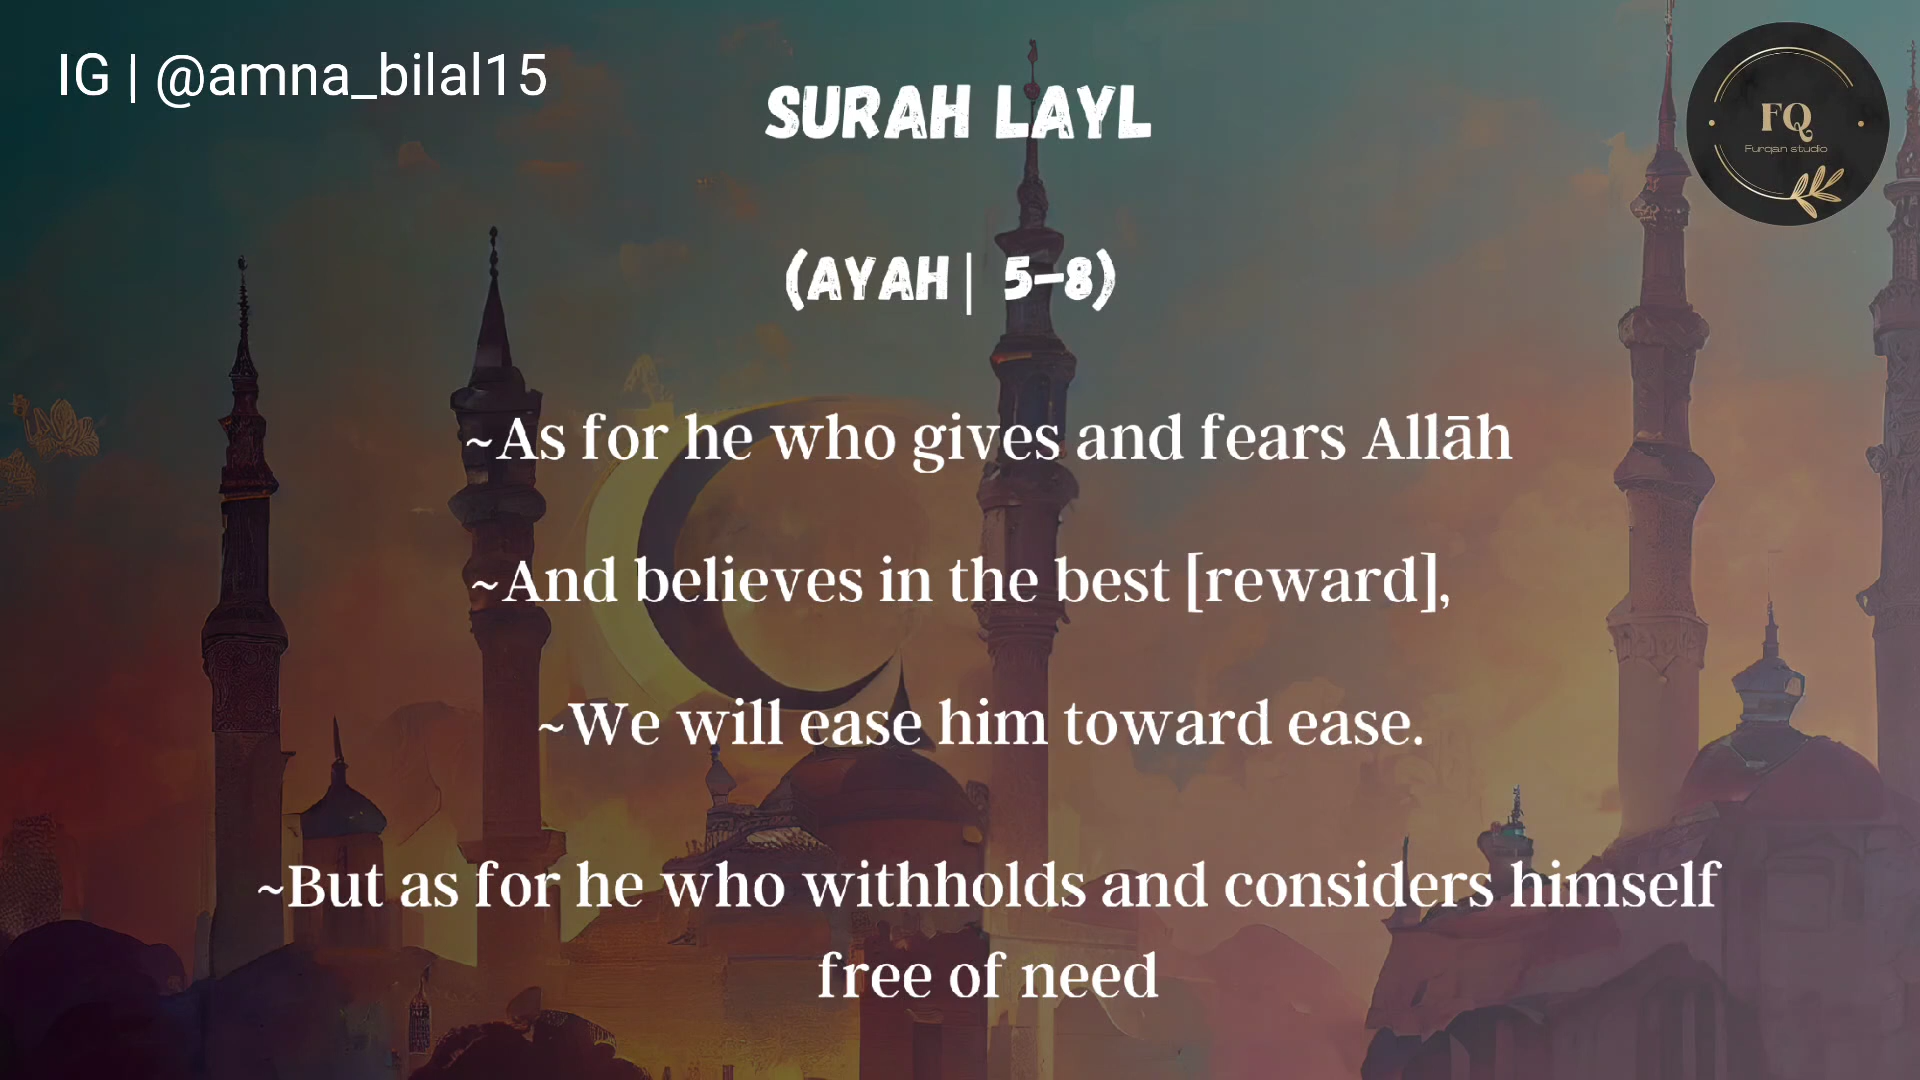 IG | @amna_bilal15
SURAH LAYL
FQ
Furqan studio
(AYAH | 5-8)
~As for he who gives and fears Allāh
~And believes in the best [reward],
~We will ease him toward ease.
~But as for he who withholds and considers himself
free of need